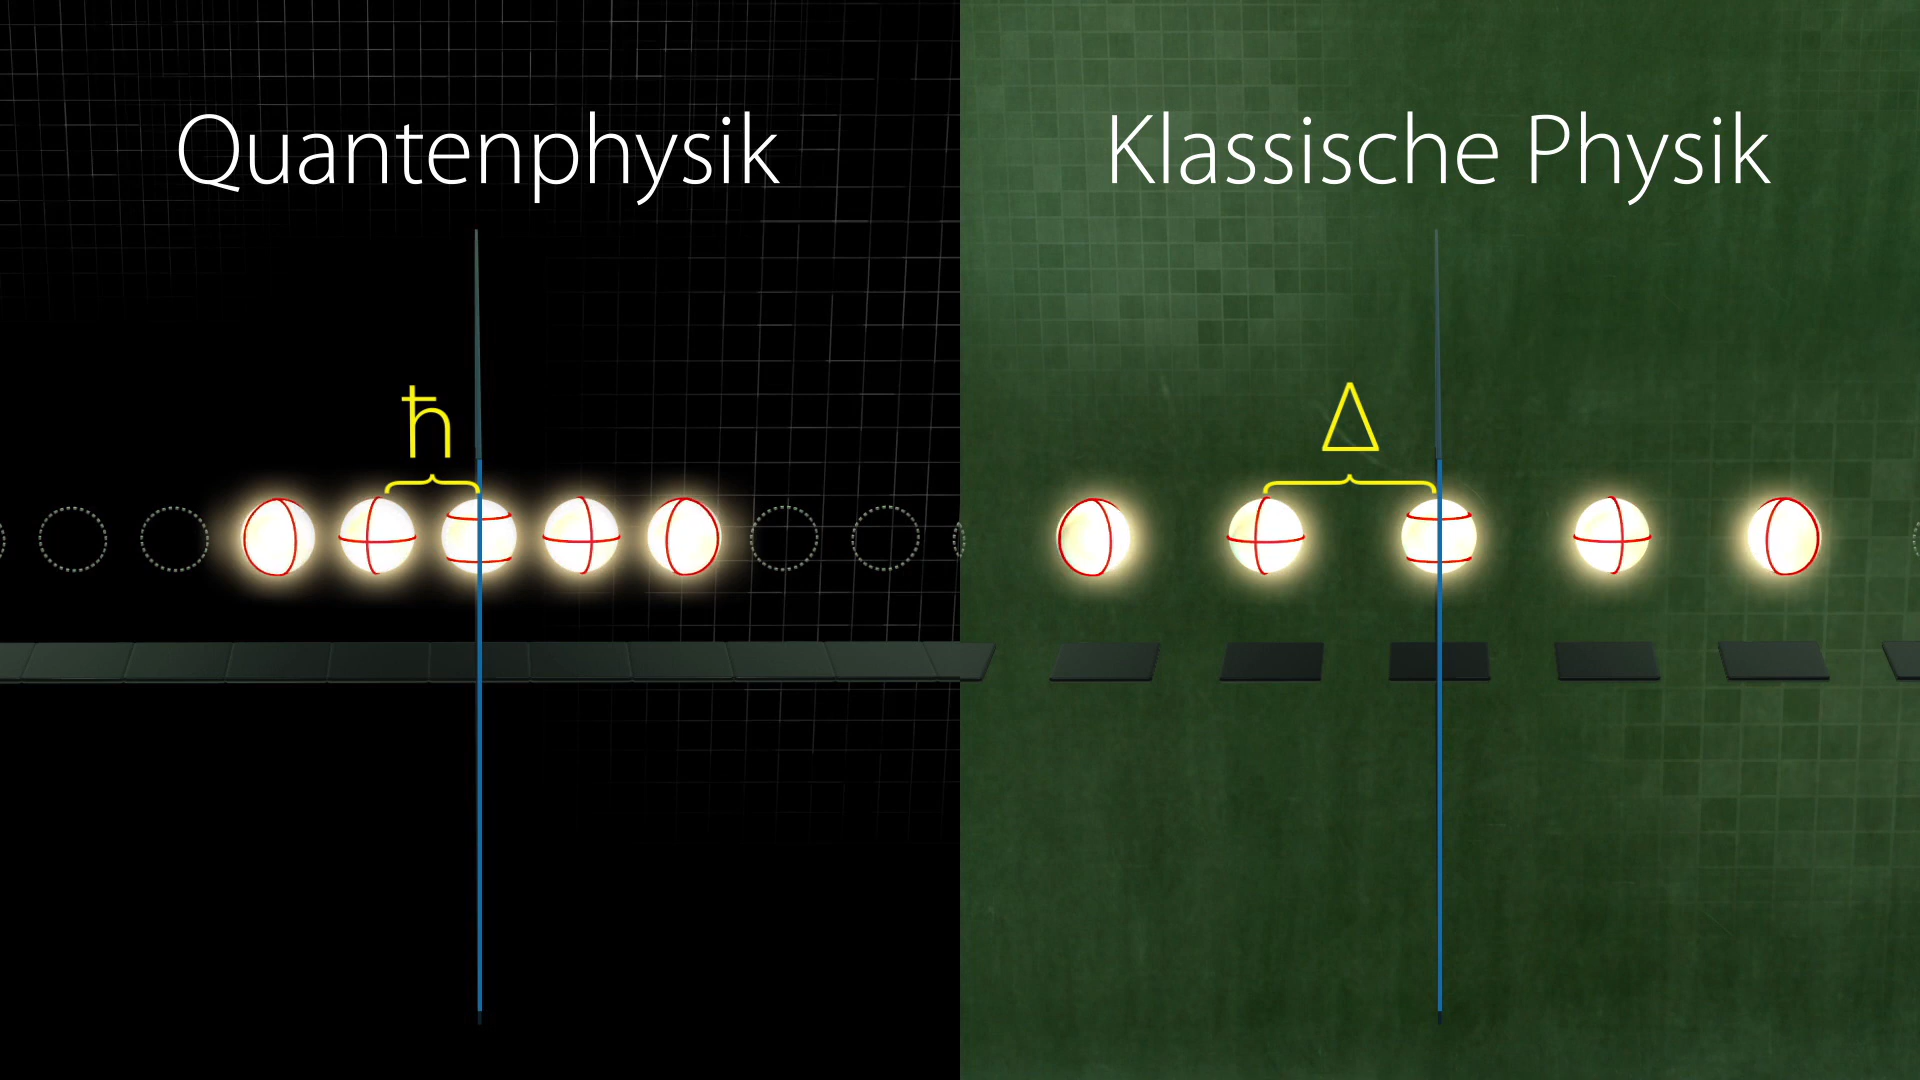 Quantenphysik
Klassische Physik
ħ
Δ